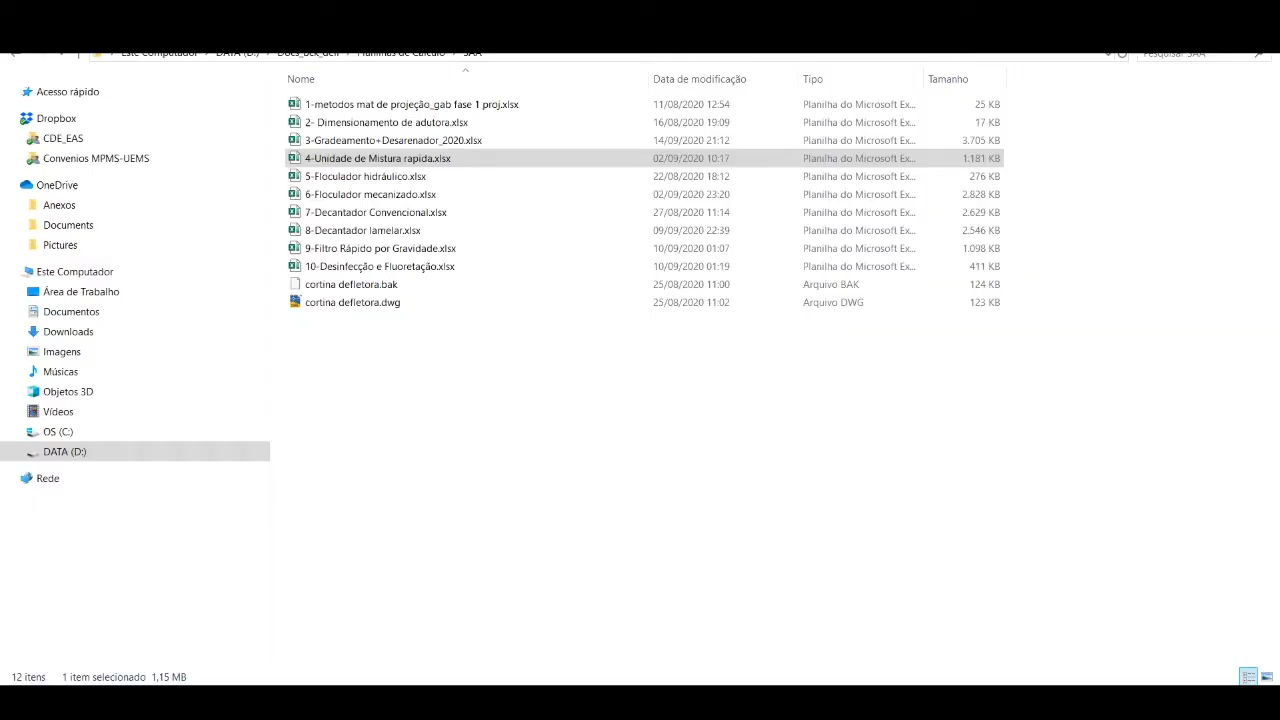 Este Computador > DATA (D:) > Docs_bck_dell > Planilhas de Cálculo > SAA
Pesquisar SAA
Nome Data de modificação Tipo Tamanho
1-metodos mat de projeção_gab fase 1 proj.xlsx 11/08/2020 12:54 Planilha do Microsoft Ex... 25 KB
2- Dimensionamento de adutora.xlsx 16/08/2020 19:09 Planilha do Microsoft Ex... 17 KB
3-Gradeamento+Desarenador_2020.xlsx 14/09/2020 21:12 Planilha do Microsoft Ex... 3.705 KB
4-Unidade de Mistura rapida.xlsx 02/09/2020 10:17 Planilha do Microsoft Ex... 1.181 KB
5-Floculador hidráulico.xlsx 22/08/2020 18:12 Planilha do Microsoft Ex... 276 KB
6-Floculador mecanizado.xlsx 02/09/2020 23:20 Planilha do Microsoft Ex... 2.828 KB
7-Decantador Convencional.xlsx 27/08/2020 11:14 Planilha do Microsoft Ex... 2.629 KB
8-Decantador lamelar.xlsx 09/09/2020 22:39 Planilha do Microsoft Ex... 2.546 KB
9-Filtro Rápido por Gravidade.xlsx 10/09/2020 01:07 Planilha do Microsoft Ex... 1.098 KB
10-Desinfecção e Fluoretação.xlsx 10/09/2020 01:19 Planilha do Microsoft Ex... 411 KB
cortina defletora.bak 25/08/2020 11:00 Arquivo BAK 124 KB
cortina defletora.dwg 25/08/2020 11:02 Arquivo DWG 123 KB
Acesso rápido
Dropbox
CDE_EAS
Convenios MPMS-UEMS
OneDrive
Anexos
Documents
Pictures
Este Computador
Área de Trabalho
Documentos
Downloads
Imagens
Músicas
Objetos 3D
Vídeos
OS (C:)
DATA (D:)
Rede
12 itens 1 item selecionado 1,15 MB